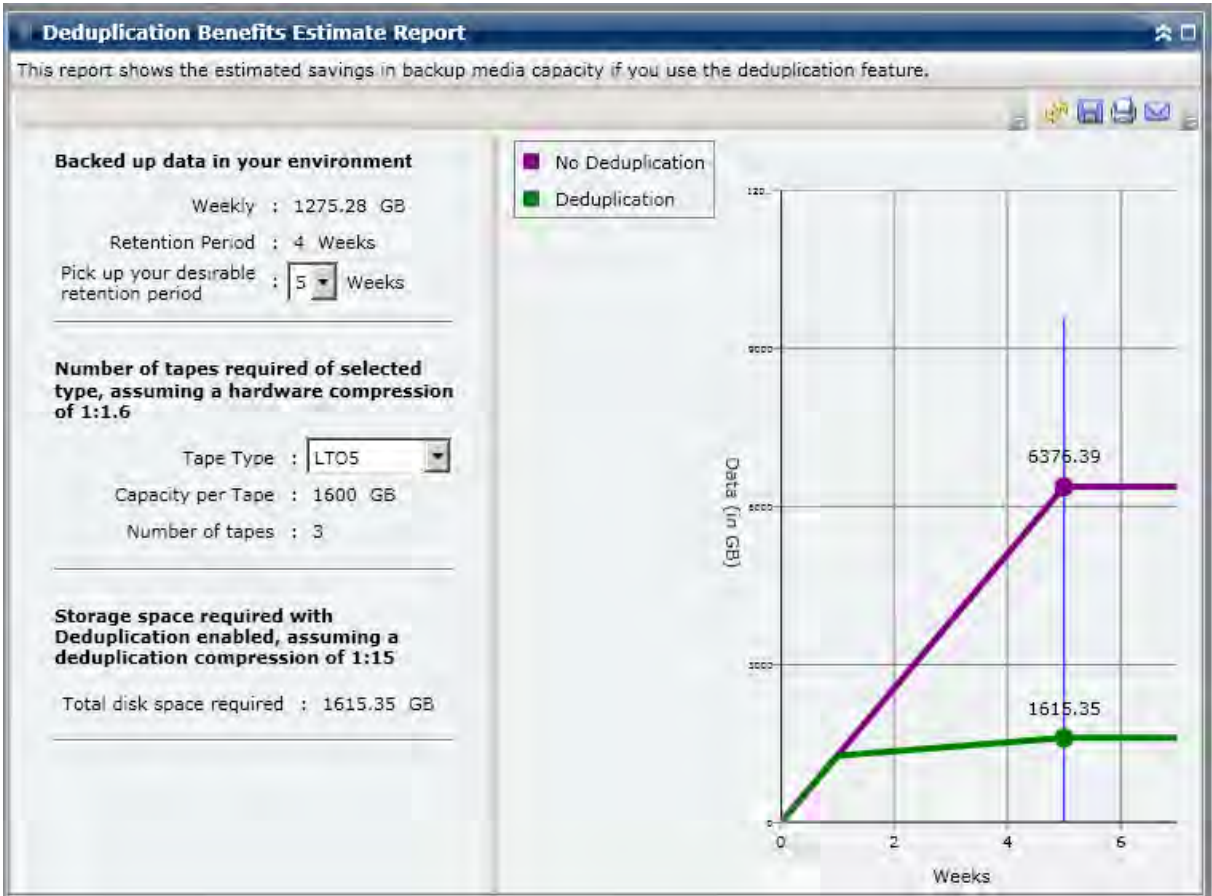 Deduplication Benefits Estimate Report
This report shows the estimated savings in backup media capacity if you use the deduplication feature.
Backed up data in your environment
Weekly : 1275.28 GB
Retention Period : 4 Weeks
Pick up your desirable
retention period : 5 Weeks
Number of tapes required of selected
type, assuming a hardware compression
of 1:1.6
Tape Type : LTO5
Capacity per Tape : 1600 GB
Number of tapes : 3
Storage space required with
Deduplication enabled, assuming a
deduplication compression of 1:15
Total disk space required : 1615.35 GB
No Deduplication
Deduplication
120...
9000
6000
3000
0
Data (in GB)
6376.39
1615.35
0 2 4 6
Weeks